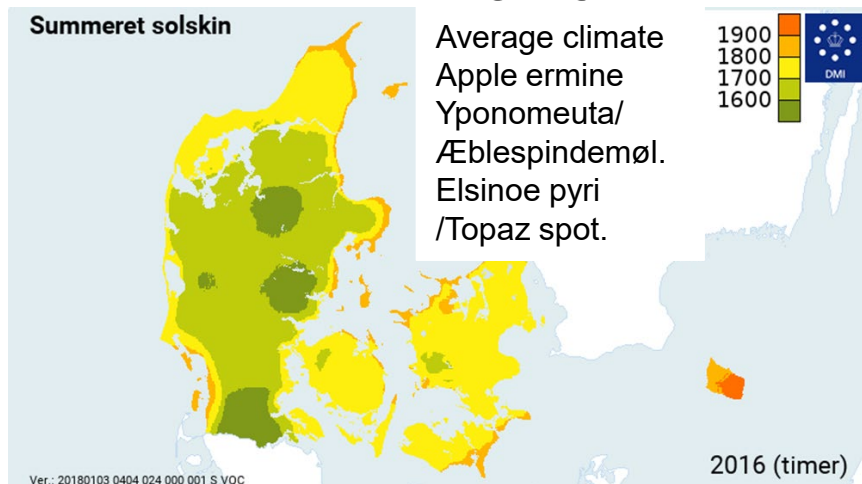 Summeret solskin
Average climate
Apple ermine
Yponomeuta/
Æblespindemøl.
Elsinoe pyri
/Topaz spot.
1900
1800
1700
1600
DMI
2016 (timer)
Ver.: 20180103 0404 024 000 001 S VOC